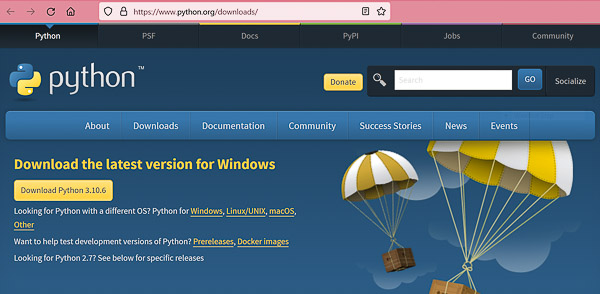 https://www.python.org/downloads/
Python PSF Docs PyPI Jobs Community
python™
Donate Search GO Socialize
About Downloads Documentation Community Success Stories News Events
Download the latest version for Windows
Download Python 3.10.6
Looking for Python with a different OS? Python for Windows, Linux/UNIX, macOS,
Other
Want to help test development versions of Python? Prereleases, Docker images
Looking for Python 2.7? See below for specific releases